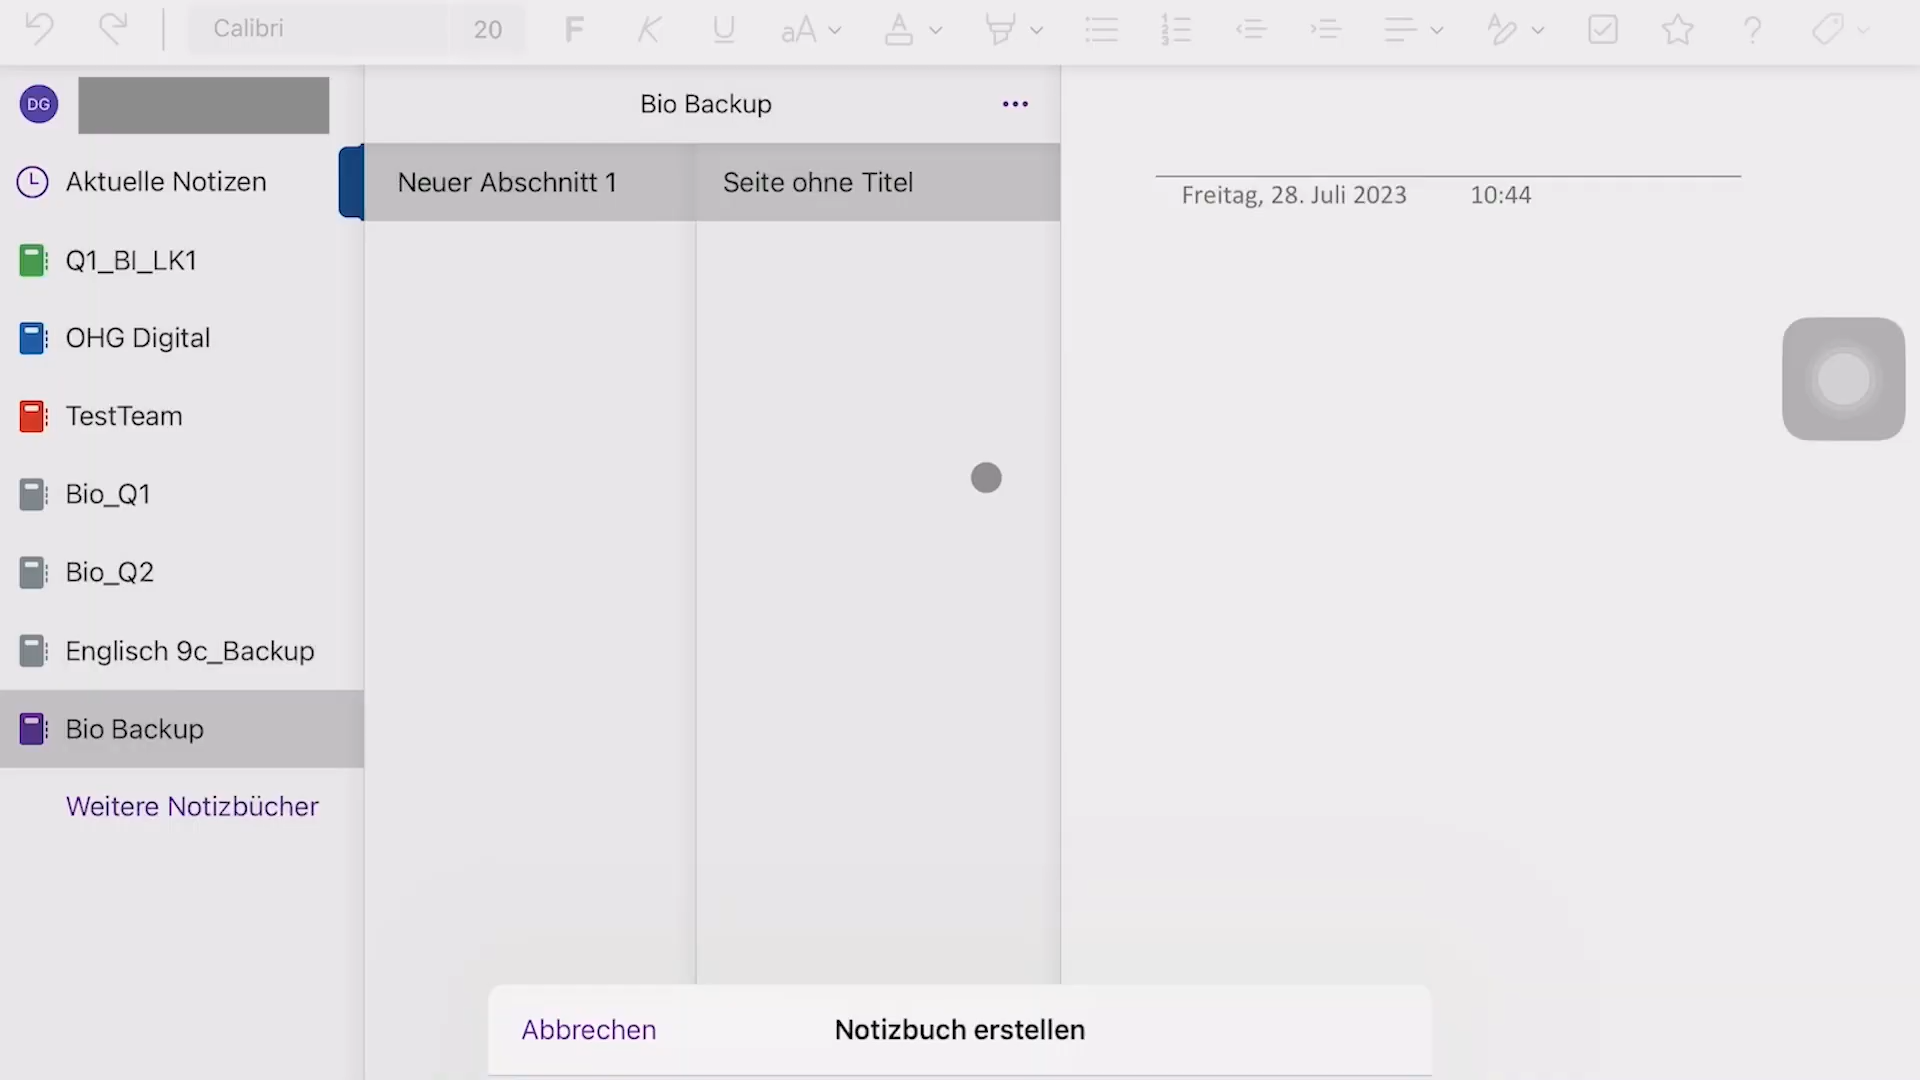 Calibri 20 F K U aA A
DG
Bio Backup
Aktuelle Notizen
Neuer Abschnitt 1
Seite ohne Titel
Freitag, 28. Juli 2023 10:44
Q1_BI_LK1
OHG Digital
TestTeam
Bio_Q1
Bio_Q2
Englisch 9c_Backup
Bio Backup
Weitere Notizbücher
Abbrechen
Notizbuch erstellen